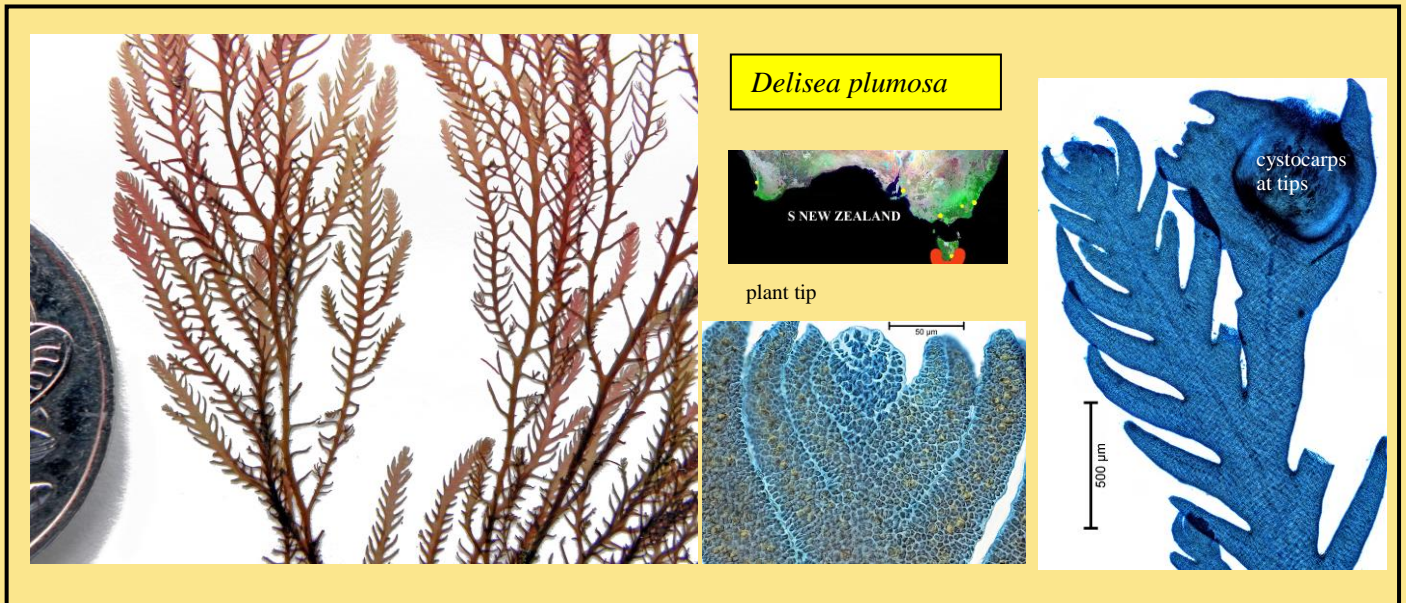 Delisea plumosa
S NEW ZEALAND
plant tip
50 µm
cystocarps
at tips
500 µm